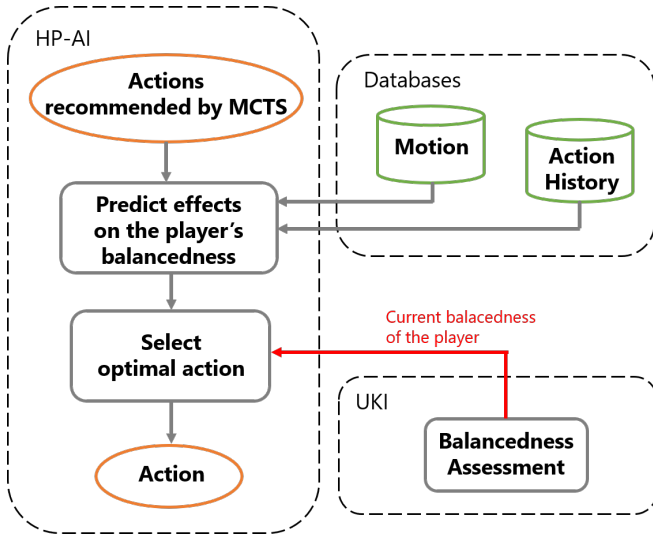 HP-AI
Actions
recommended by MCTS
Predict effects
on the player's
balancedness
Select
optimal action
Action
Databases
Motion
Action
History
Current balacedness
of the player
UKI
Balancedness
Assessment